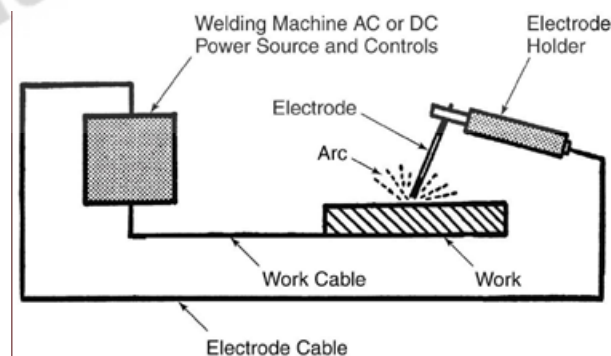 Welding Machine AC or DC
Power Source and Controls
Electrode
Holder
Electrode
Arc
Work Cable
Work
Electrode Cable